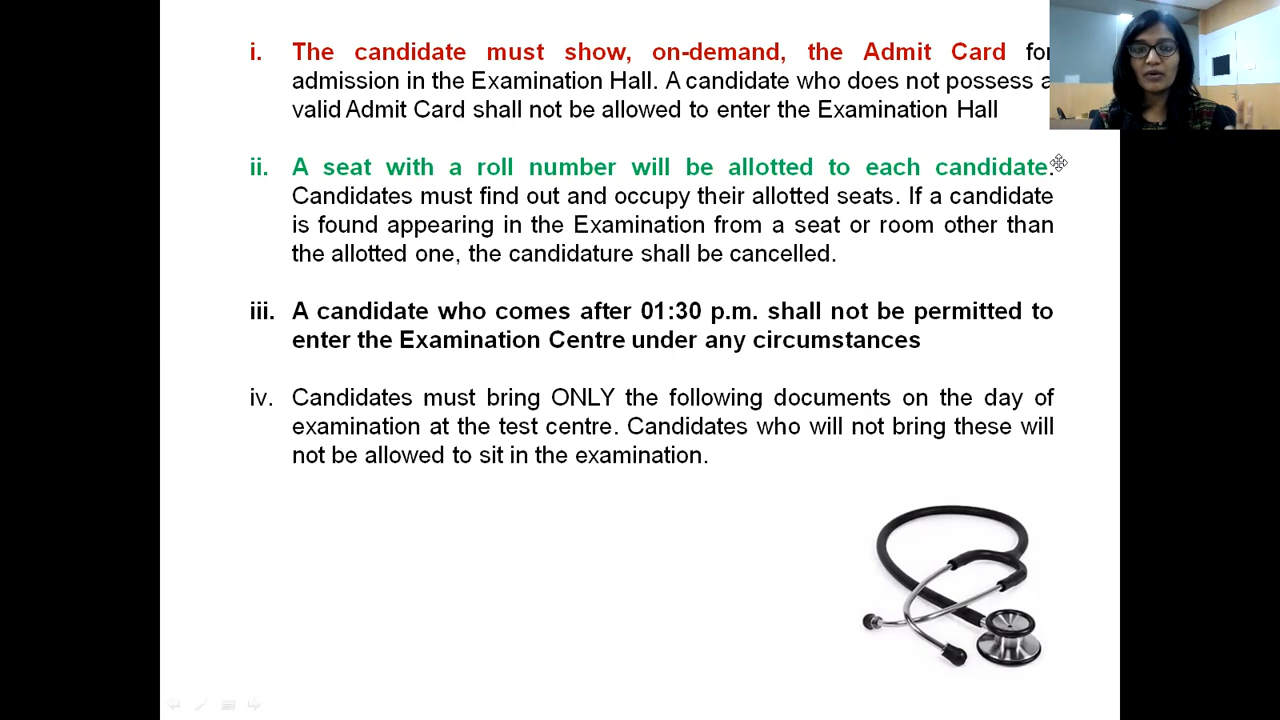 i. The candidate must show, on-demand, the Admit Card for
admission in the Examination Hall. A candidate who does not possess a
valid Admit Card shall not be allowed to enter the Examination Hall
ii. A seat with a roll number will be allotted to each candidate.
Candidates must find out and occupy their allotted seats. If a candidate
is found appearing in the Examination from a seat or room other than
the allotted one, the candidature shall be cancelled.
iii. A candidate who comes after 01:30 p.m. shall not be permitted to
enter the Examination Centre under any circumstances
iv. Candidates must bring ONLY the following documents on the day of
examination at the test centre. Candidates who will not bring these will
not be allowed to sit in the examination.